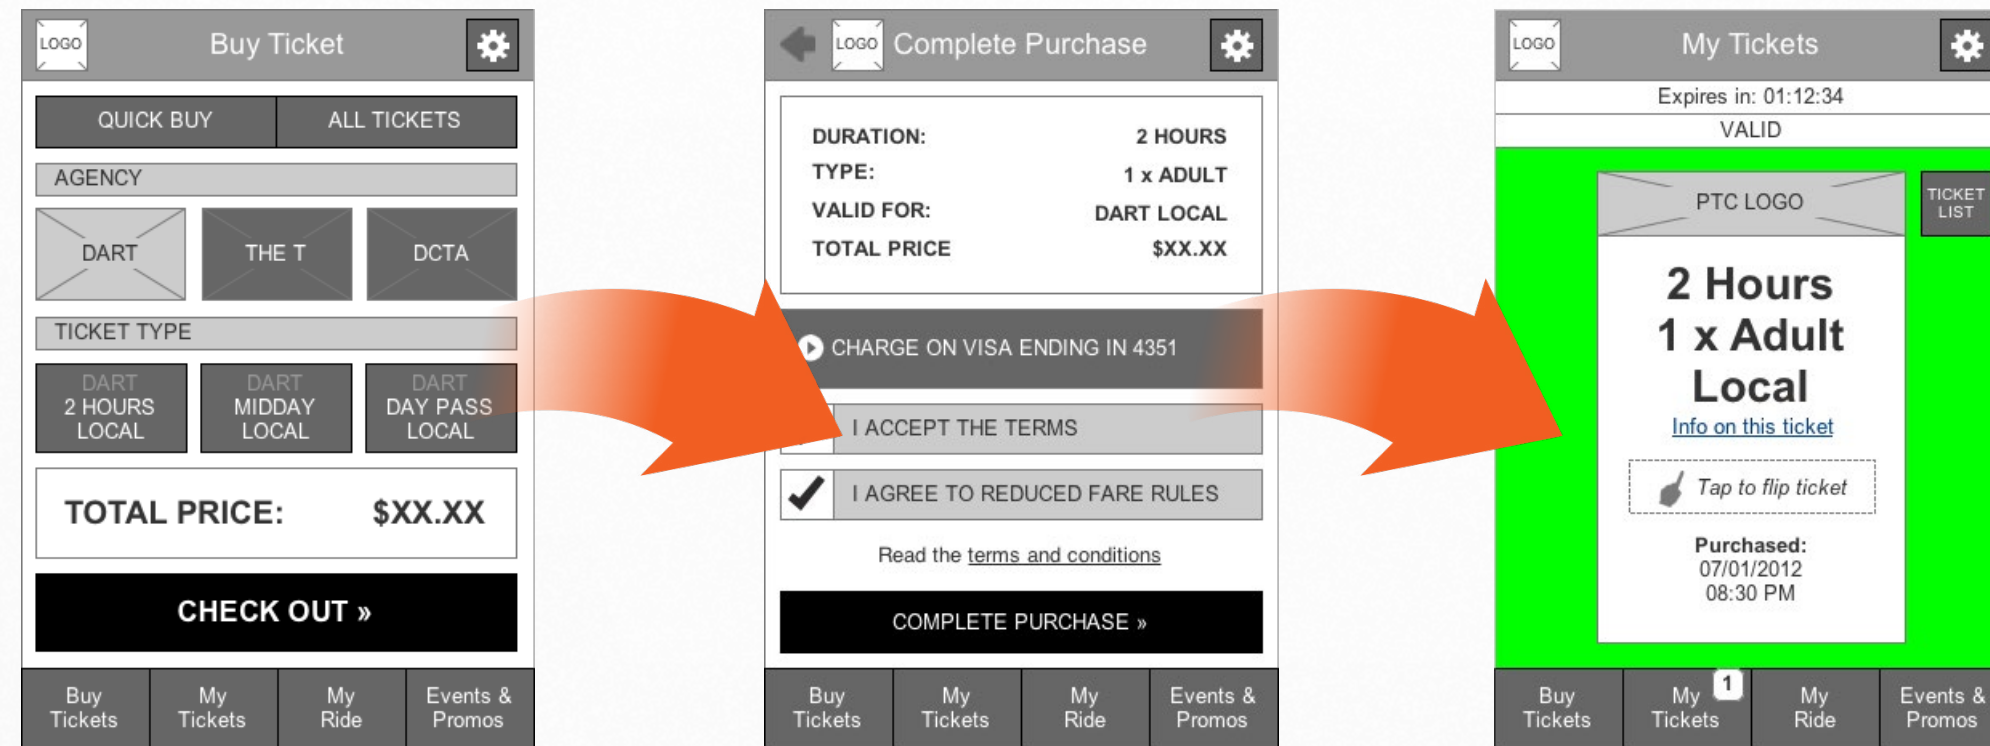 LOGO
Buy Ticket
QUICK BUY
ALL TICKETS
AGENCY
DART
THE T
DCTA
TICKET TYPE
DART
2 HOURS
LOCAL
DART
MIDDAY
LOCAL
DART
DAY PASS
LOCAL
TOTAL PRICE: $XX.XX
CHECK OUT »
Buy
Tickets
My
Tickets
My
Ride
Events &
Promos
LOGO
Complete Purchase
DURATION: 2 HOURS
TYPE: 1 x ADULT
VALID FOR: DART LOCAL
TOTAL PRICE $XX.XX
CHARGE ON VISA ENDING IN 4351
I ACCEPT THE TERMS
I AGREE TO REDUCED FARE RULES
Read the terms and conditions
COMPLETE PURCHASE »
Buy
Tickets
My
Tickets
My
Ride
Events &
Promos
LOGO
My Tickets
Expires in: 01:12:34
VALID
PTC LOGO
TICKET
LIST
2 Hours
1 x Adult
Local
Info on this ticket
Tap to flip ticket
Purchased:
07/01/2012
08:30 PM
Buy
Tickets
My
Tickets
1
My
Ride
Events &
Promos